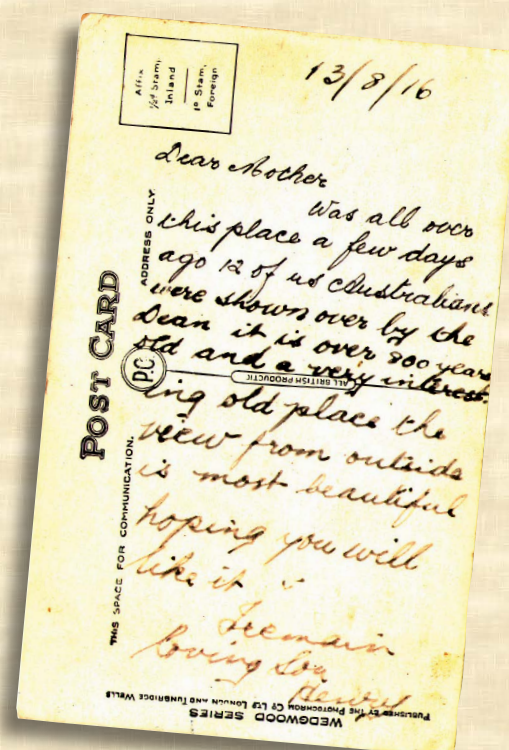 Affix
½d Stamp
Inland
1d Stam.
Foreign
13/8/16
Dear Mother
Was all over
this place a few days
ago 12 of us Australians
were shown over by the
Dean it is over 800 years
old and a very interest-
ing old place the
view from outside
is most beautiful
hoping you will
like it
I remain
loving Son
POST CARD
ADDRESS ONLY.
P.C
ALL BRITISH PRODUCTIO
THIS SPACE FOR COMMUNICATION.
WEDGWOOD SERIES
PUBLISHED BY THE PHOTOCHROM CO LTD LONDON AND TUNBRIDGE WELLS